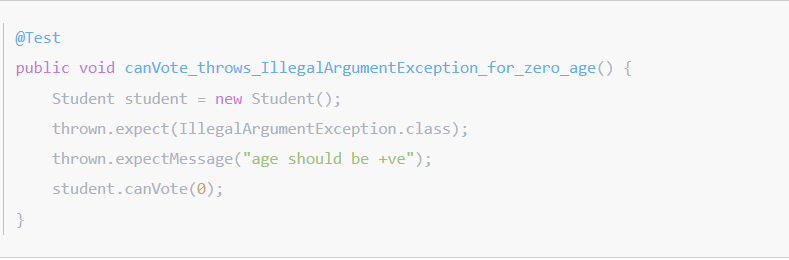 @Test
public void canVote_throws_IllegalArgumentException_for_zero_age() {
    Student student = new Student();
    thrown.expect(IllegalArgumentException.class);
    thrown.expectMessage("age should be +ve");
    student.canVote(0);
}